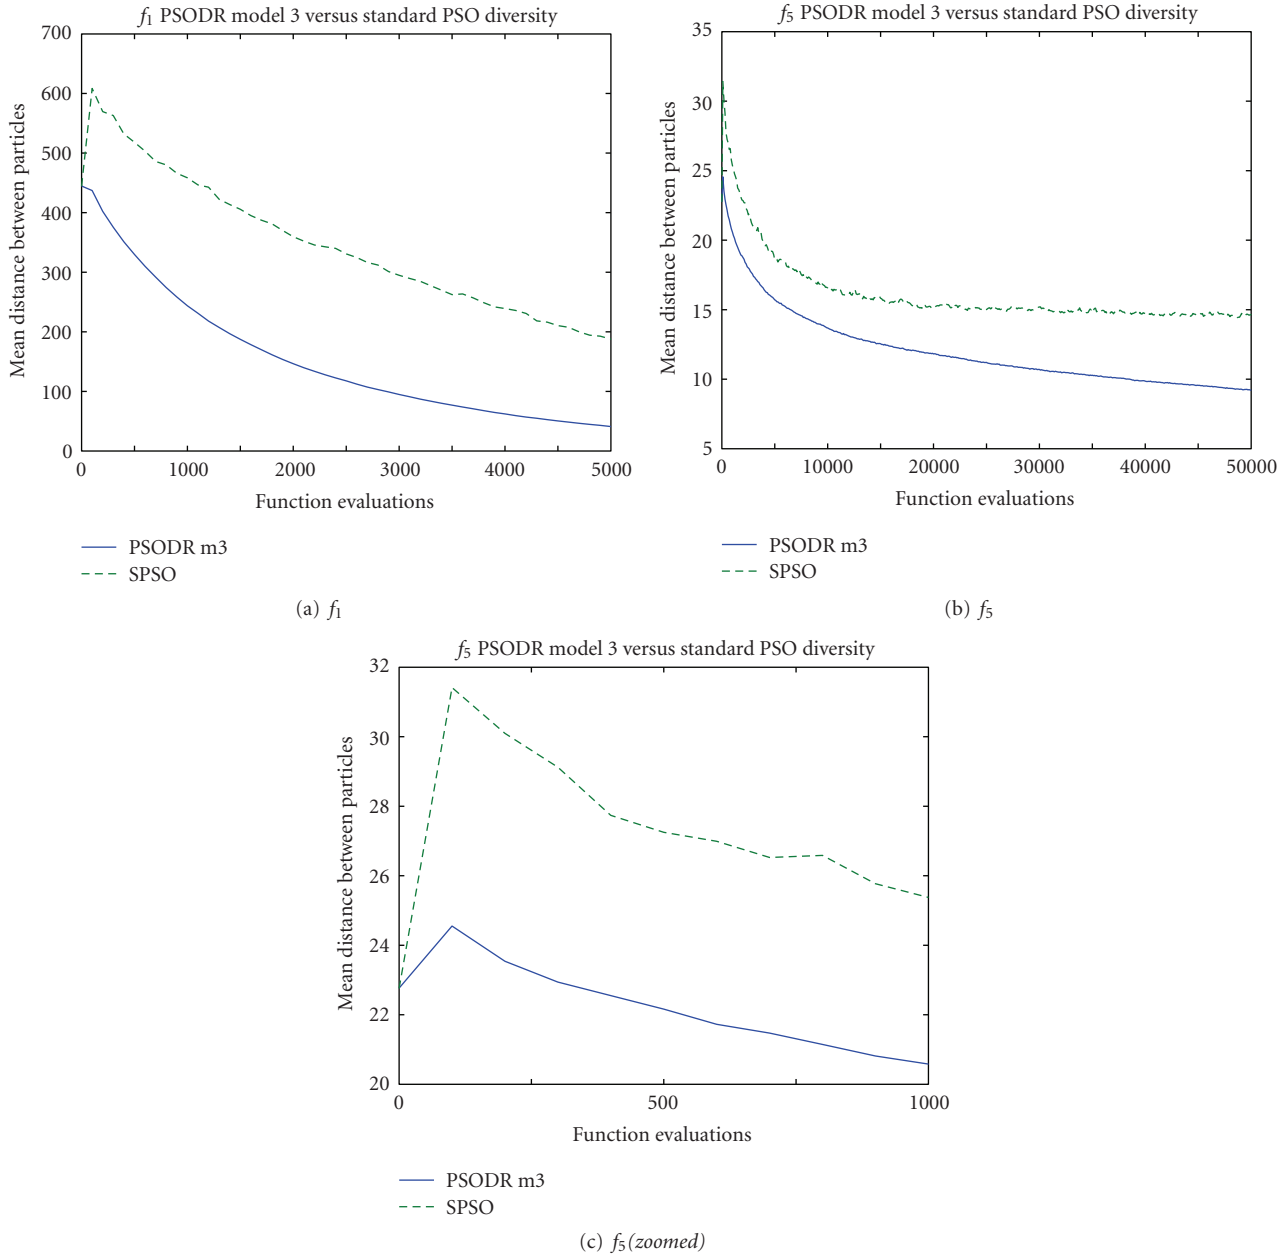 f1 PSODR model 3 versus standard PSO diversity
700
600
500
400
300
200
100
0
Mean distance between particles
0 1000 2000 3000 4000 5000
Function evaluations
PSODR m3
SPSO
(a) f1
f5 PSODR model 3 versus standard PSO diversity
35
30
25
20
15
10
5
Mean distance between particles
0 10000 20000 30000 40000 50000
Function evaluations
PSODR m3
SPSO
(b) f5
f5 PSODR model 3 versus standard PSO diversity
32
30
28
26
24
22
20
Mean distance between particles
0 500 1000
Function evaluations
PSODR m3
SPSO
(c) f5 (zoomed)